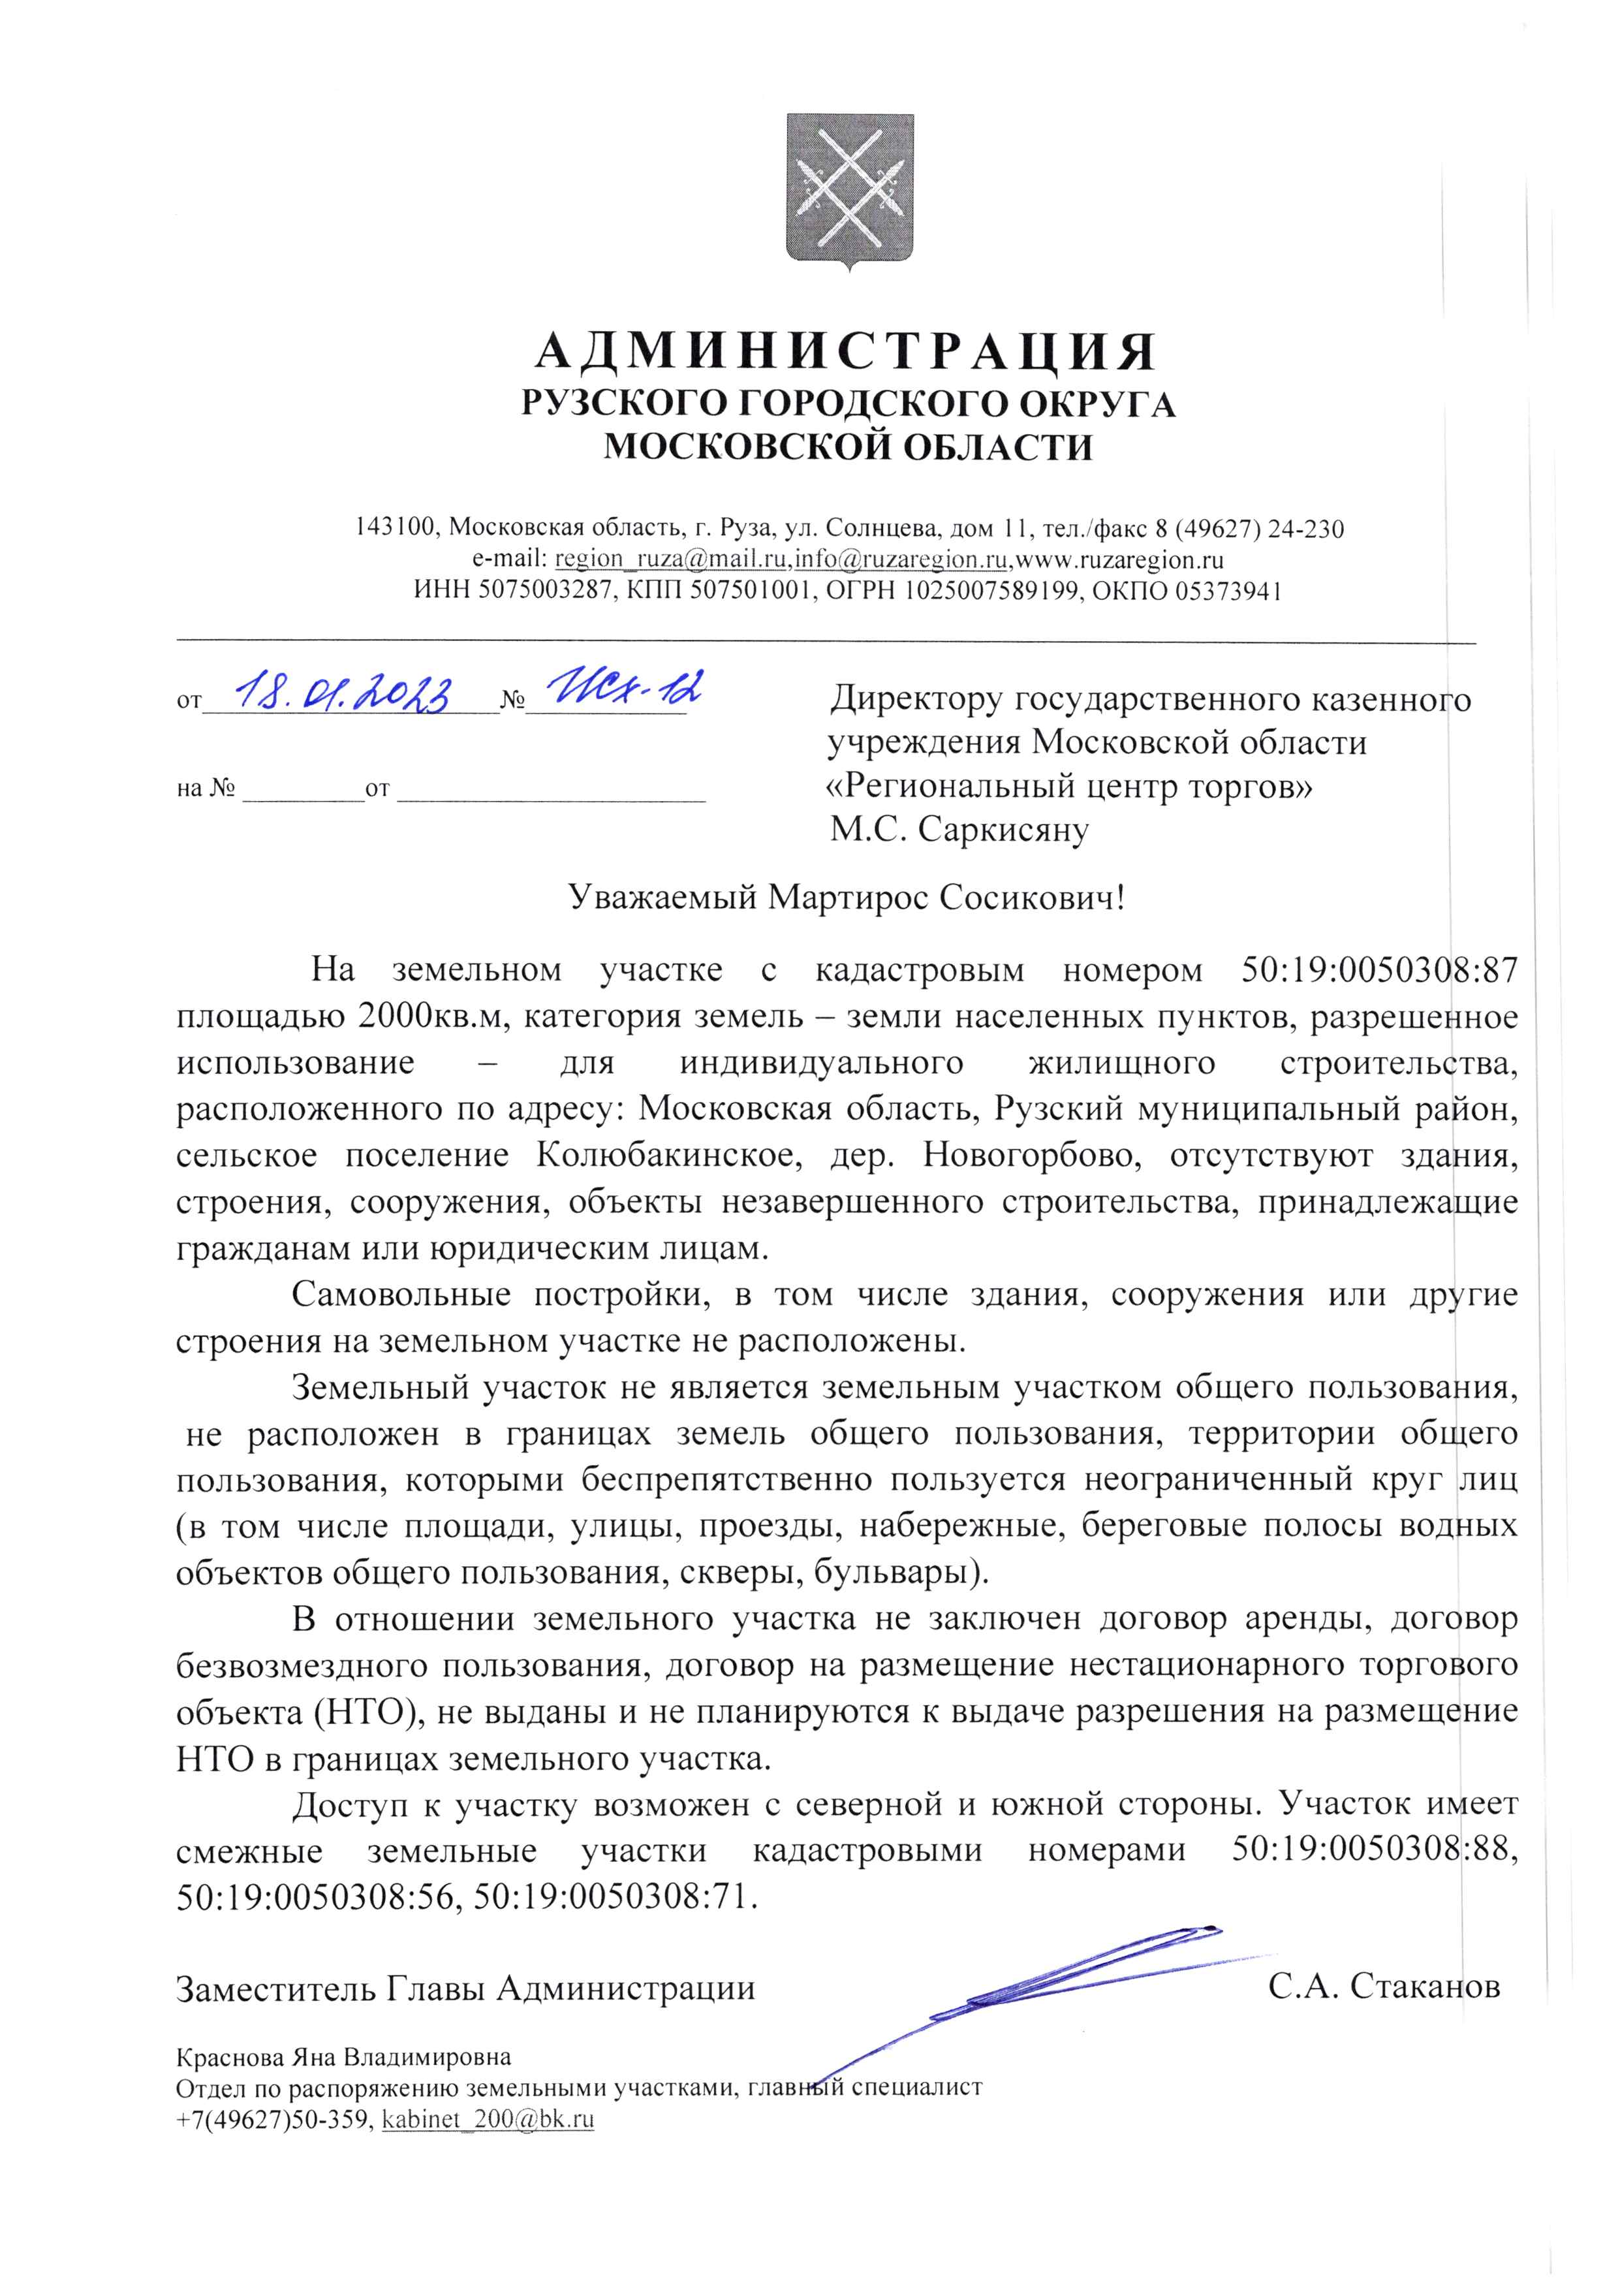 АДМИНИСТРАЦИЯ
РУЗСКОГО ГОРОДСКОГО ОКРУГА
МОСКОВСКОЙ ОБЛАСТИ
143100, Московская область, г. Руза, ул. Солнцева, дом 11, тел./факс 8 (49627) 24-230
e-mail: region_ruza@mail.ru,info@ruzaregion.ru,www.ruzaregion.ru
ИНН 5075003287, КПП 507501001, ОГРН 1025007589199, ОКПО 05373941
от 18.01.2023 № Исх-12
на № __________от
Директору государственного казенного
учреждения Московской области
«Региональный центр торгов»
М.С. Саркисяну
Уважаемый Мартирос Сосикович!
На земельном участке с кадастровым номером 50:19:0050308:87
площадью 2000кв.м, категория земель – земли населенных пунктов, разрешенное
использование – для индивидуального жилищного строительства,
расположенного по адресу: Московская область, Рузский муниципальный район,
сельское поселение Колюбакинское, дер. Новогорбово, отсутствуют здания,
строения, сооружения, объекты незавершенного строительства, принадлежащие
гражданам или юридическим лицам.
Самовольные постройки, в том числе здания, сооружения или другие
строения на земельном участке не расположены.
Земельный участок не является земельным участком общего пользования,
не расположен в границах земель общего пользования, территории общего
пользования, которыми беспрепятственно пользуется неограниченный круг лиц
(в том числе площади, улицы, проезды, набережные, береговые полосы водных
объектов общего пользования, скверы, бульвары).
В отношении земельного участка не заключен договор аренды, договор
безвозмездного пользования, договор на размещение нестационарного торгового
объекта (НТО), не выданы и не планируются к выдаче разрешения на размещение
НТО в границах земельного участка.
Доступ к участку возможен с северной и южной стороны. Участок имеет
смежные земельные участки кадастровыми номерами 50:19:0050308:88,
50:19:0050308:56, 50:19:0050308:71.
Заместитель Главы Администрации
С.А. Стаканов
Краснова Яна Владимировна
Отдел по распоряжению земельными участками, главный специалист
+7(49627)50-359, kabinet_200@bk.ru